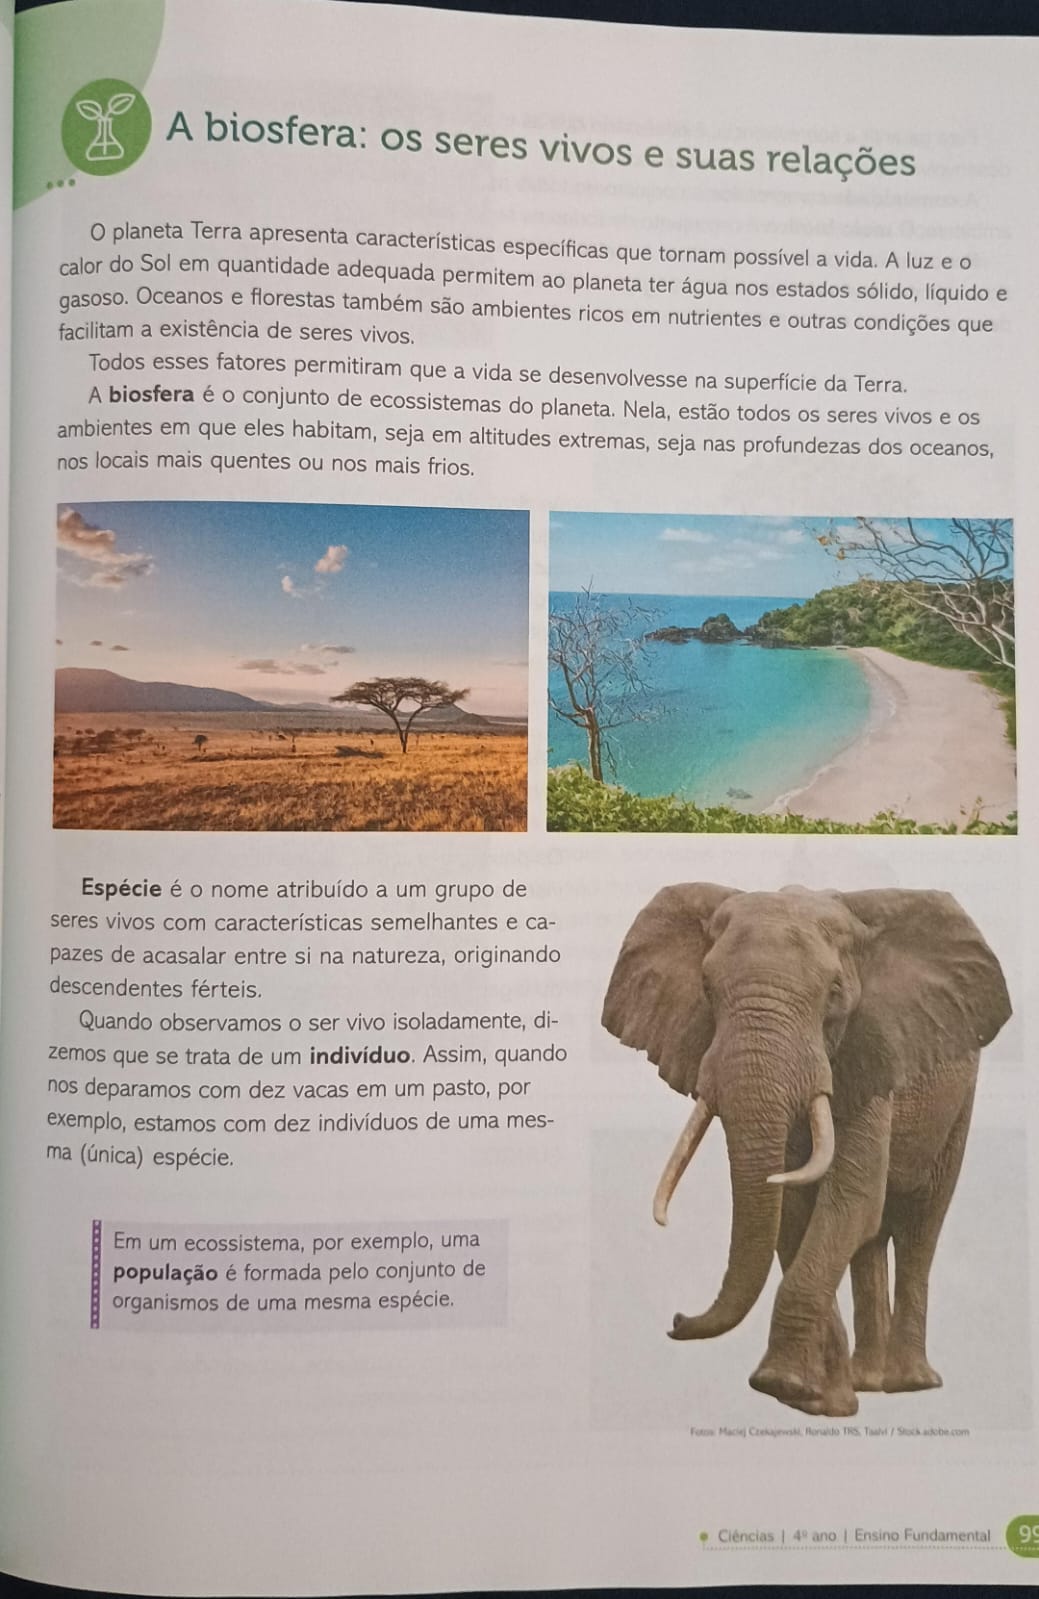 A biosfera: os seres vivos e suas relações
O planeta Terra apresenta características específicas que tornam possível a vida. A luz e o
calor do Sol em quantidade adequada permitem ao planeta ter água nos estados sólido, líquido e
gasoso. Oceanos e florestas também são ambientes ricos em nutrientes e outras condições que
facilitam a existência de seres vivos.
Todos esses fatores permitiram que a vida se desenvolvesse na superfície da Terra.
A biosfera é o conjunto de ecossistemas do planeta. Nela, estão todos os seres vivos e os
ambientes em que eles habitam, seja em altitudes extremas, seja nas profundezas dos oceanos,
nos locais mais quentes ou nos mais frios.
Espécie é o nome atribuído a um grupo de
seres vivos com características semelhantes e ca-
pazes de acasalar entre si na natureza, originando
descendentes férteis.
Quando observamos o ser vivo isoladamente, di-
zemos que se trata de um indivíduo. Assim, quando
nos deparamos com dez vacas em um pasto, por
exemplo, estamos com dez indivíduos de uma mes-
ma (única) espécie.
Em um ecossistema, por exemplo, uma
população é formada pelo conjunto de
organismos de uma mesma espécie.
Fotos: Maciej Czekajewski, Ronaldo TRS, Taalvi / Stock.adobe.com
Ciências | 4º ano | Ensino Fundamental
99